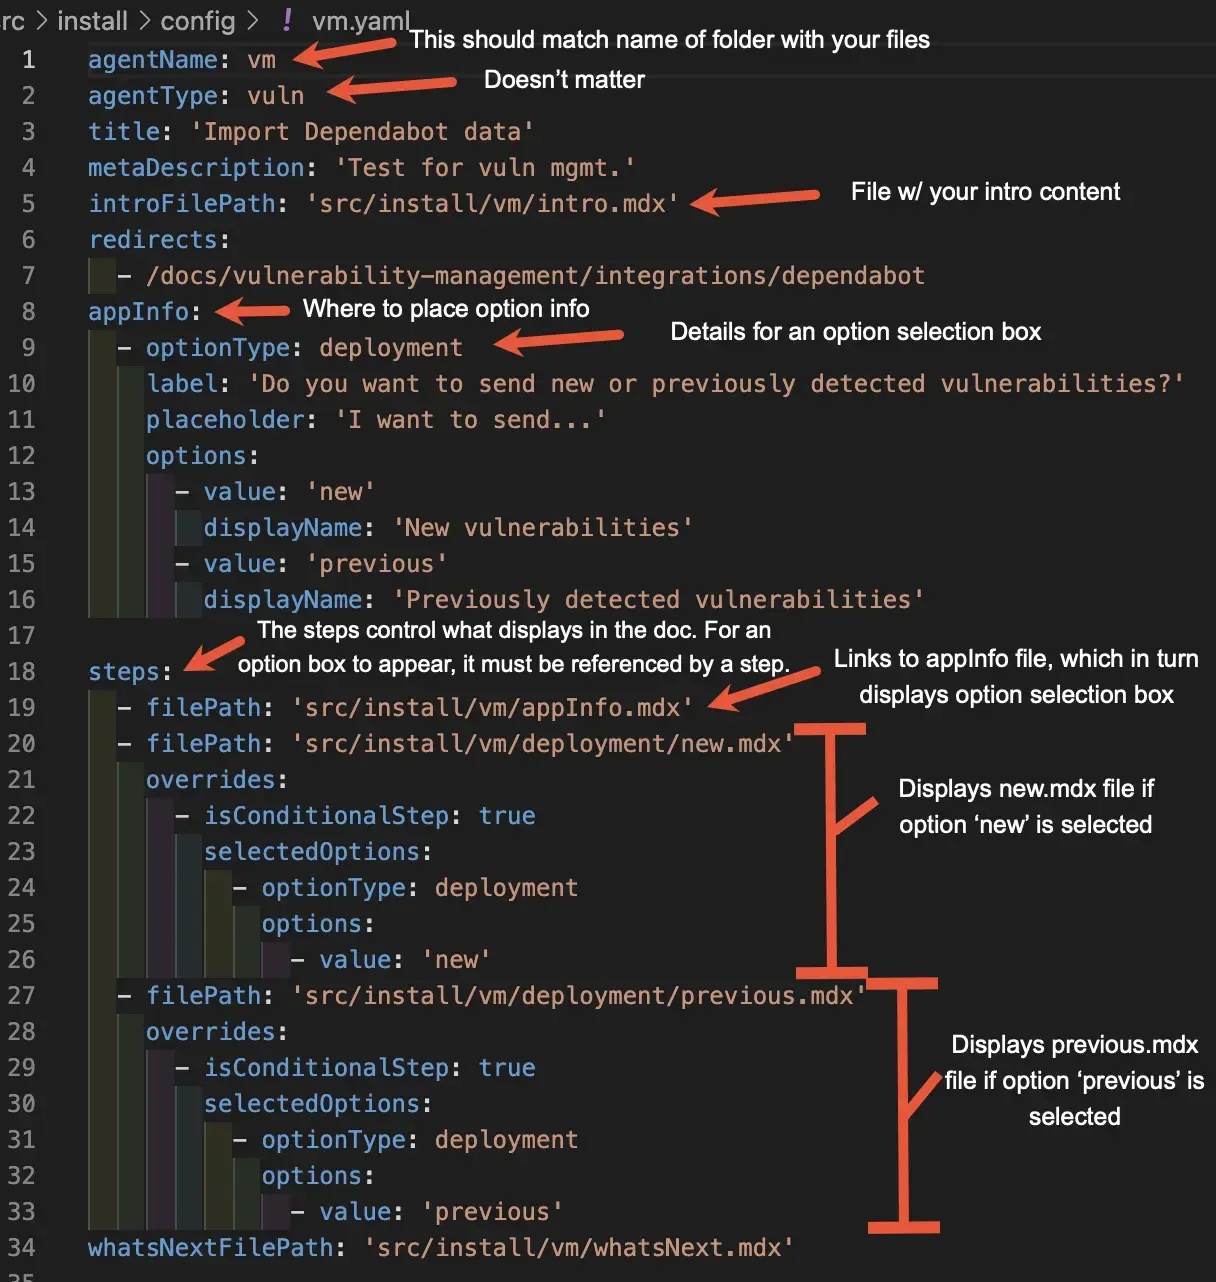 rc > install > config > ! vm.yaml
This should match name of folder with your files
1 agentName: vm
Doesn't matter
2 agentType: vuln
3 title: 'Import Dependabot data'
4 metaDescription: 'Test for vuln mgmt.'
5 introFilePath: 'src/install/vm/intro.mdx'
File w/ your intro content
6 redirects:
7 - /docs/vulnerability-management/integrations/dependabot
8 appInfo:
Where to place option info
Details for an option selection box
9 - optionType: deployment
10 label: 'Do you want to send new or previously detected vulnerabilities?'
11 placeholder: 'I want to send...'
12 options:
13 - value: 'new'
14 displayName: 'New vulnerabilities'
15 - value: 'previous'
16 displayName: 'Previously detected vulnerabilities'
17
The steps control what displays in the doc. For an
option box to appear, it must be referenced by a step.
18 steps:
Links to appInfo file, which in turn
displays option selection box
19 - filePath: 'src/install/vm/appInfo.mdx'
20 - filePath: 'src/install/vm/deployment/new.mdx'
21 overrides:
Displays new.mdx file if
option 'new' is selected
22 - isConditionalStep: true
23 selectedOptions:
24 - optionType: deployment
25 options:
26 - value: 'new'
27 - filePath: 'src/install/vm/deployment/previous.mdx'
28 overrides:
Displays previous.mdx
file if option 'previous' is
selected
29 - isConditionalStep: true
30 selectedOptions:
31 - optionType: deployment
32 options:
33 - value: 'previous'
34 whatsNextFilePath: 'src/install/vm/whatsNext.mdx'
35